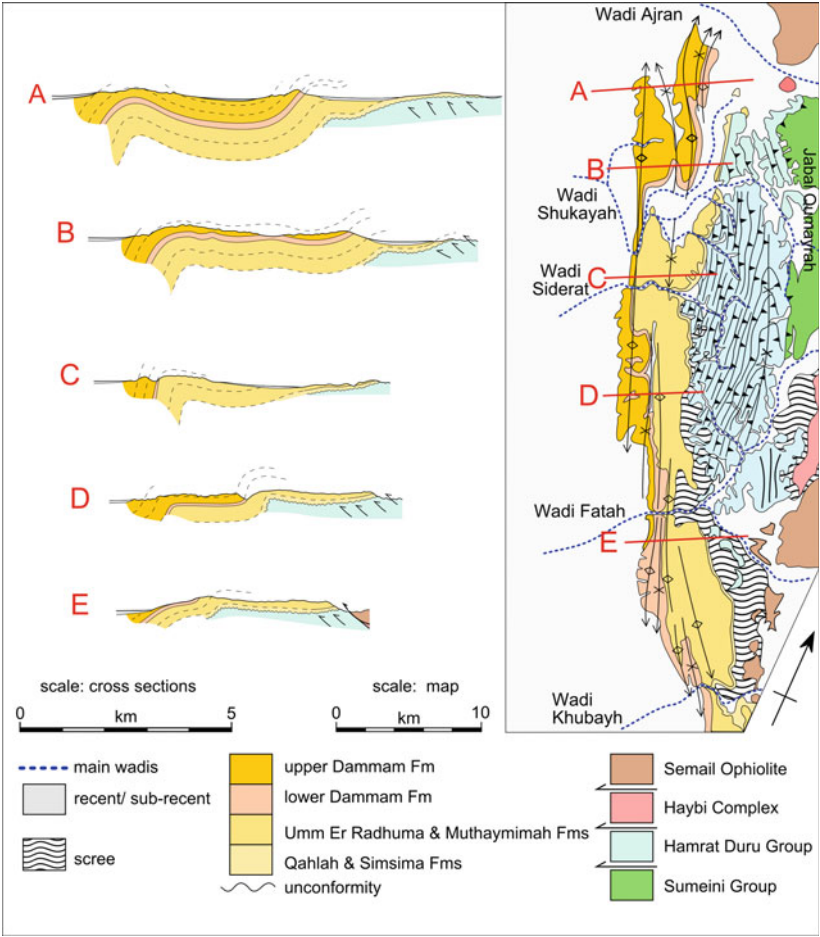 A
B
C
D
E
Wadi Ajran
A
B
Wadi
Shukayah
Jabal Qumayrah
Wadi
Siderat
C
D
Wadi Fatah
E
Wadi
Khubayh
scale: cross sections
0
km
5
scale: map
0
km
10
main wadis
recent/ sub-recent
scree
upper Dammam Fm
lower Dammam Fm
Umm Er Radhuma & Muthaymimah Fms
Qahlah & Simsima Fms
unconformity
Semail Ophiolite
Haybi Complex
Hamrat Duru Group
Sumeini Group